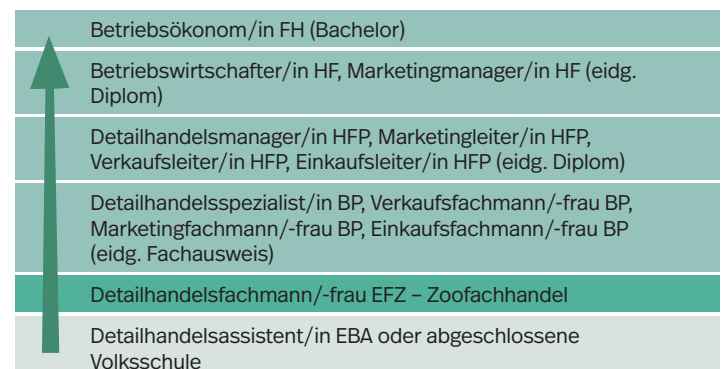 Betriebsökonom/in FH (Bachelor)
Betriebswirtschafter/in HF, Marketingmanager/in HF (eidg.
Diplom)
Detailhandelsmanager/in HFP, Marketingleiter/in HFP,
Verkaufsleiter/in HFP, Einkaufsleiter/in HFP (eidg. Diplom)
Detailhandelsspezialist/in BP, Verkaufsfachmann/-frau BP,
Marketingfachmann/-frau BP, Einkaufsfachmann/-frau BP
(eidg. Fachausweis)
Detailhandelsfachmann/-frau EFZ – Zoofachhandel
Detailhandelsassistent/in EBA oder abgeschlossene
Volksschule